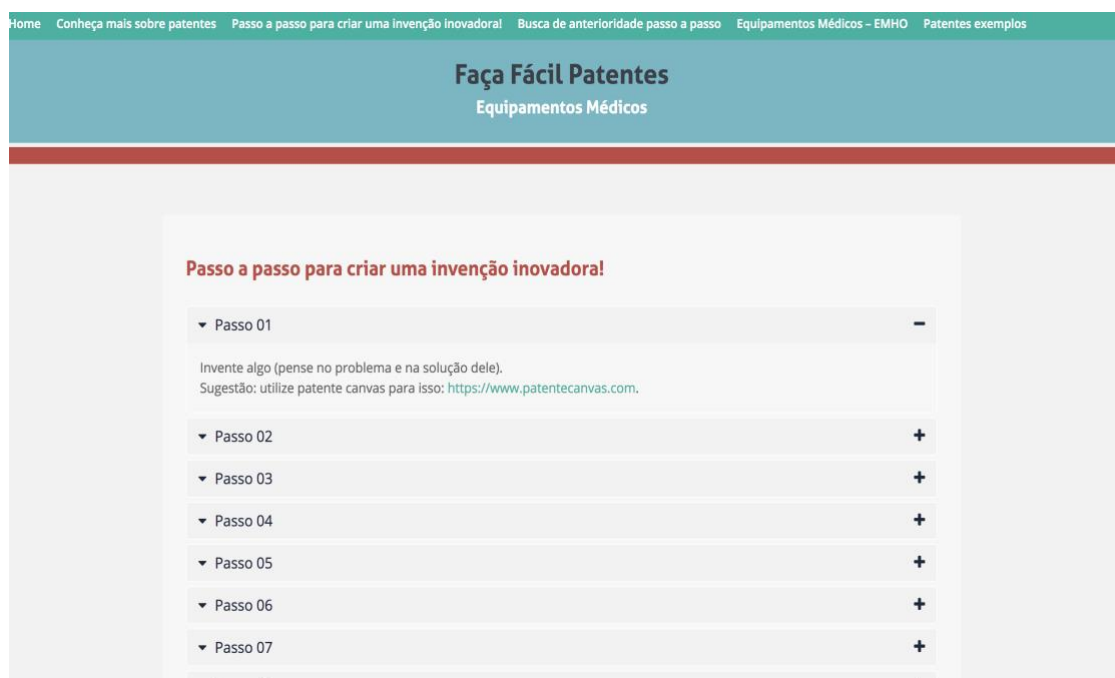 Home Conheça mais sobre patentes Passo a passo para criar uma invenção inovadora! Busca de anterioridade passo a passo Equipamentos Médicos – EMHO Patentes exemplos
Faça Fácil Patentes
Equipamentos Médicos
Passo a passo para criar uma invenção inovadora!
Passo 01
Invente algo (pense no problema e na solução dele).
Sugestão: utilize patente canvas para isso: https://www.patentecanvas.com.
Passo 02
Passo 03
Passo 04
Passo 05
Passo 06
Passo 07